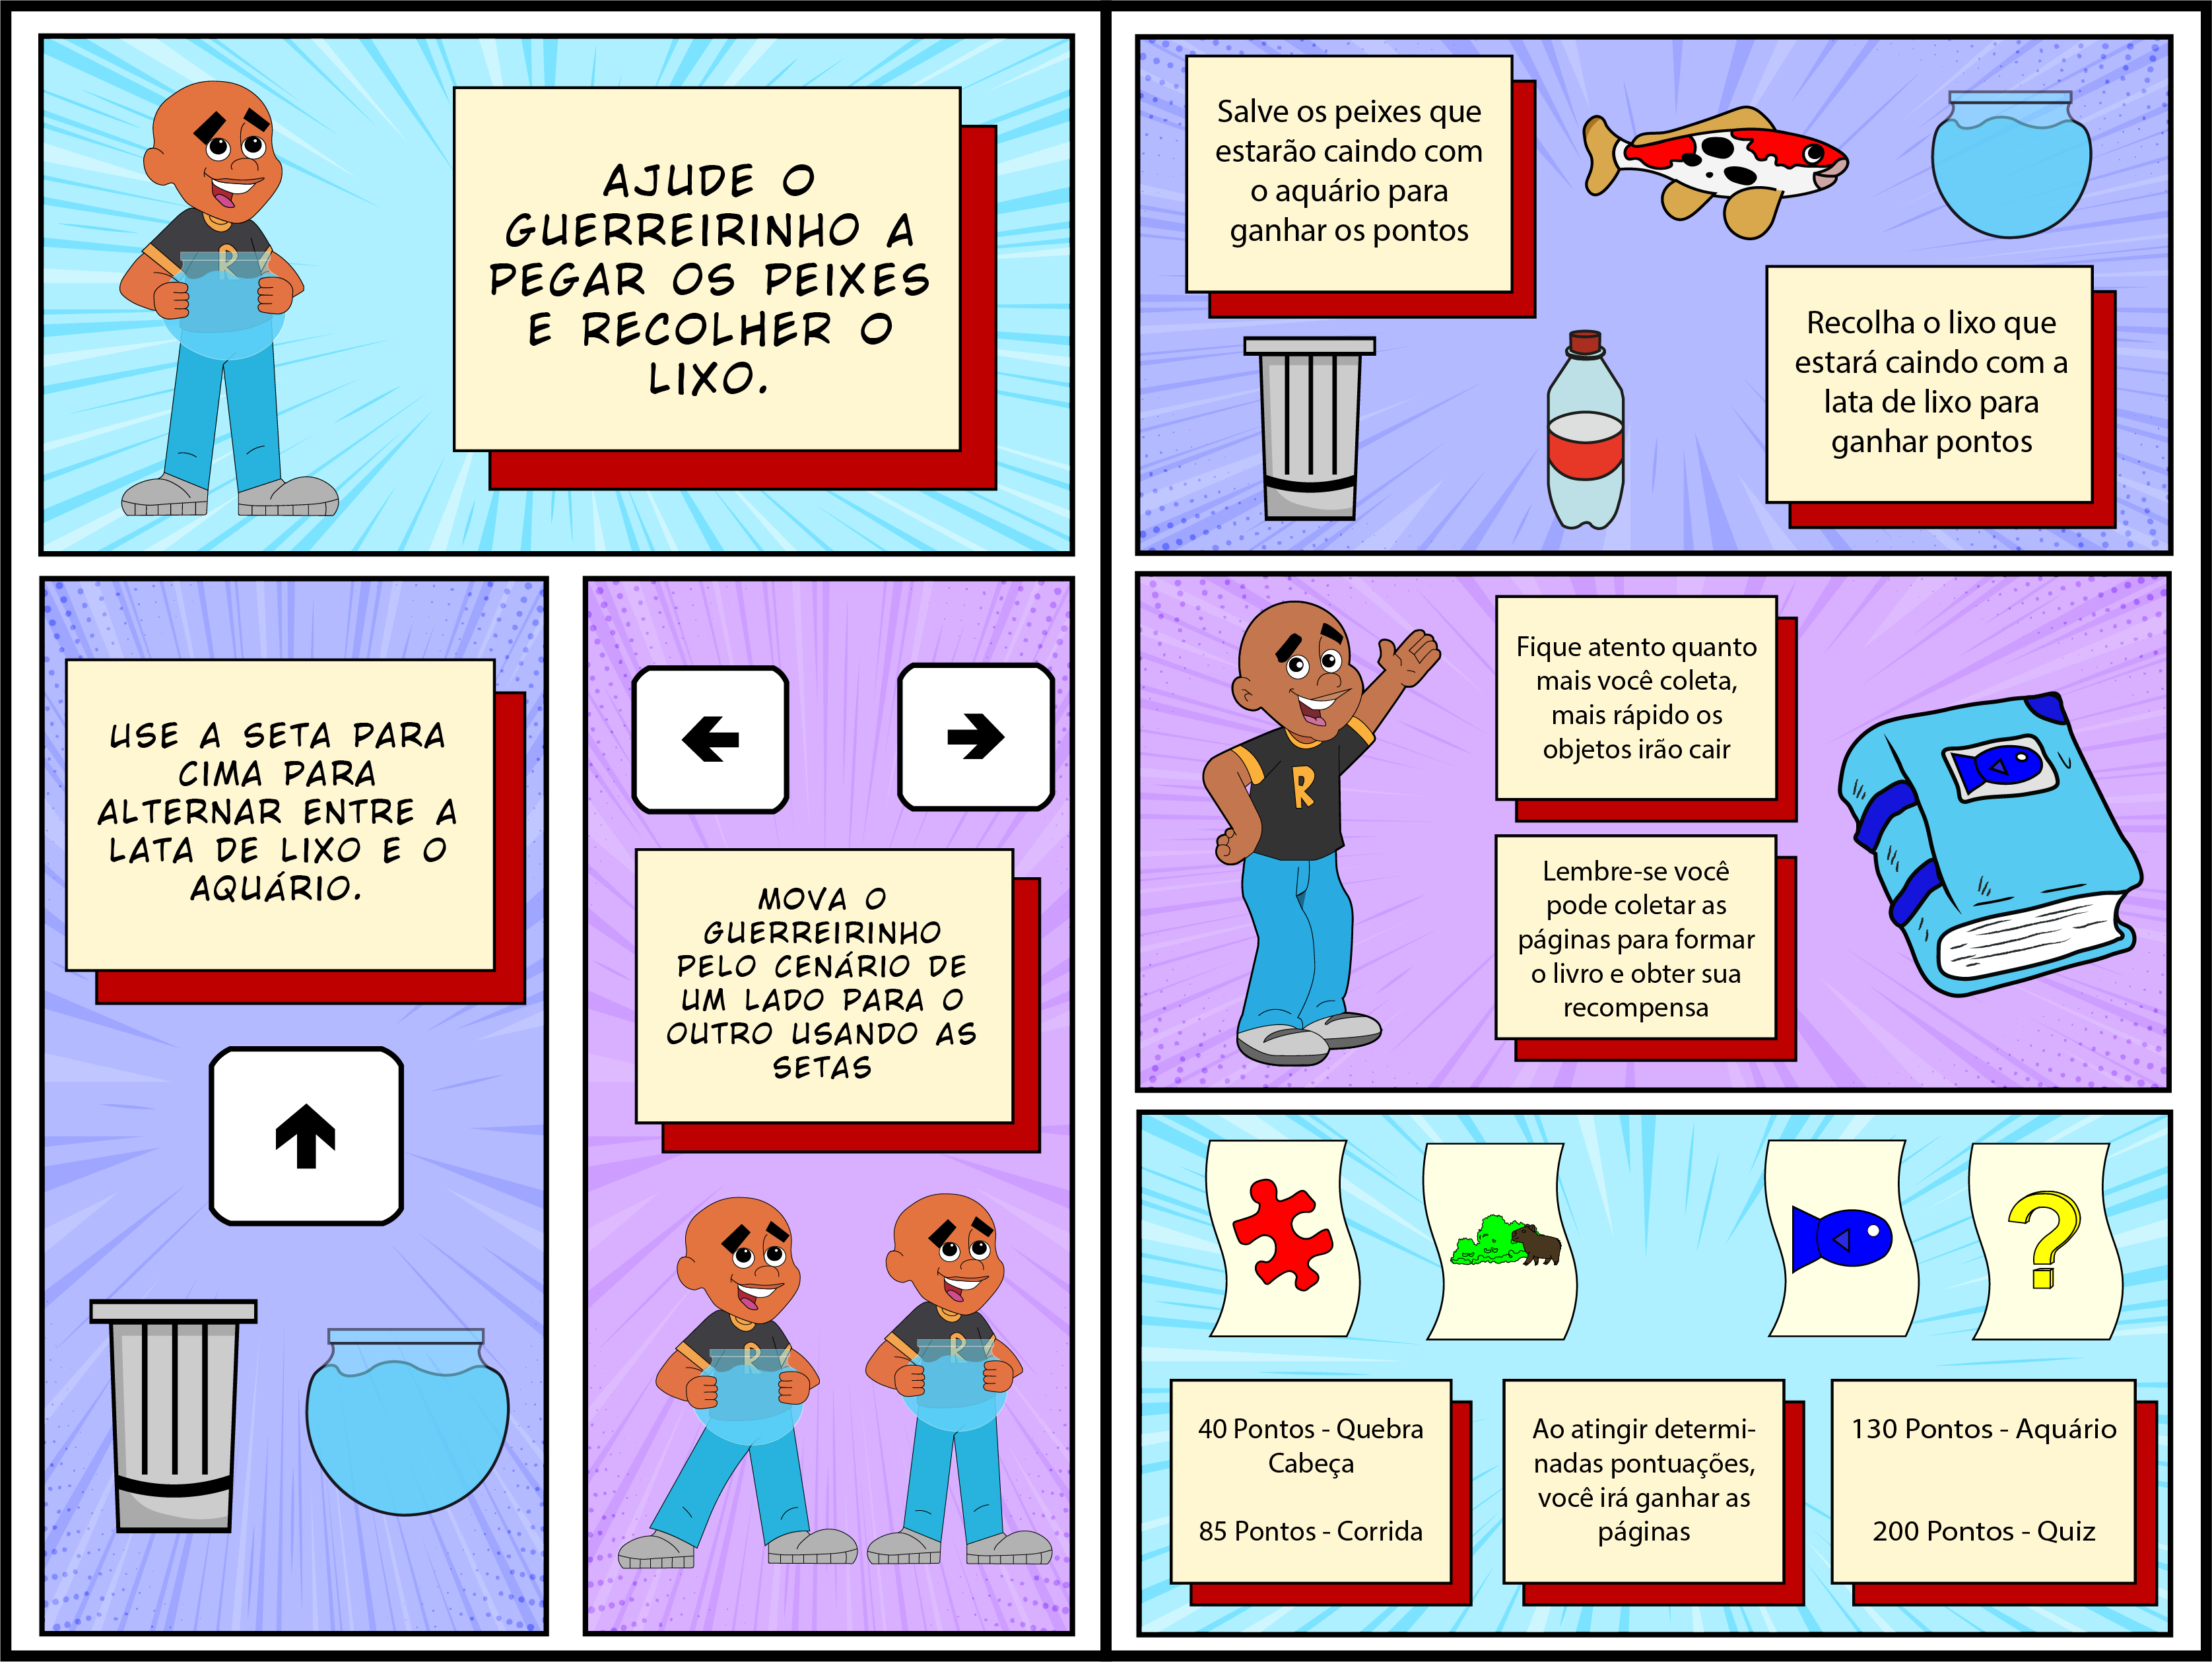 AJUDE O
GUERREIRINHO A
PEGAR OS PEIXES
E RECOLHER O
LIXO.
R
USE A SETA PARA
CIMA PARA
ALTERNAR ENTRE A
LATA DE LIXO E O
AQUÁRIO.
MOVA O
GUERREIRINHO
PELO CENÁRIO DE
UM LADO PARA O
OUTRO USANDO AS
SETAS
R
R
Salve os peixes que
estarão caindo com
o aquário para
ganhar os pontos
Recolha o lixo que
estará caindo com a
lata de lixo para
ganhar pontos
R
Fique atento quanto
mais você coleta,
mais rápido os
objetos irão cair
Lembre-se você
pode coletar as
páginas para formar
o livro e obter sua
recompensa
?
40 Pontos - Quebra
Cabeça
85 Pontos - Corrida
Ao atingir determi-
nadas pontuações,
você irá ganhar as
páginas
130 Pontos - Aquário
200 Pontos - Quiz